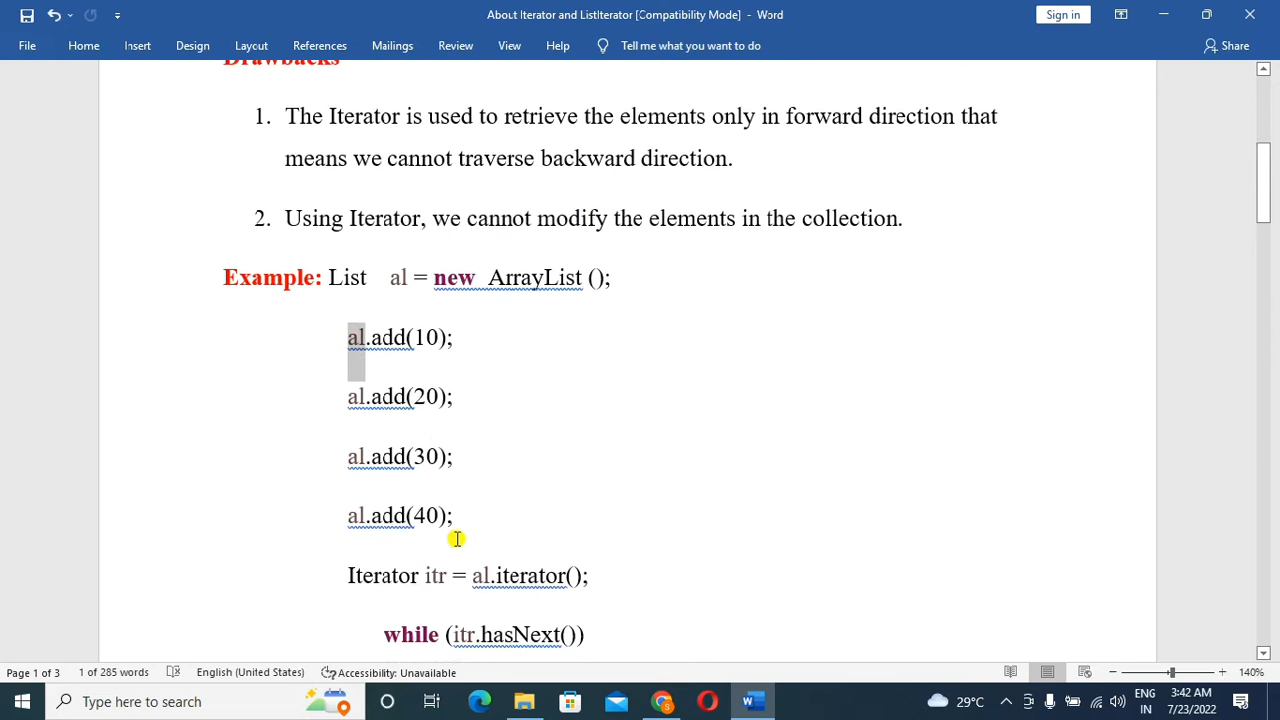 About Iterator and ListIterator [Compatibility Mode] - Word
Sign in
File Home Insert Design Layout References Mailings Review View Help Tell me what you want to do Share
Drawbacks
1. The Iterator is used to retrieve the elements only in forward direction that
means we cannot traverse backward direction.
2. Using Iterator, we cannot modify the elements in the collection.
Example: List al = new ArrayList ();
al.add(10);
al.add(20);
al.add(30);
al.add(40);
Iterator itr = al.iterator();
while (itr.hasNext())
Page 1 of 3 1 of 285 words English (United States) Accessibility: Unavailable 140%
Type here to search
29°C
ENG
IN
3:42 AM
7/23/2022